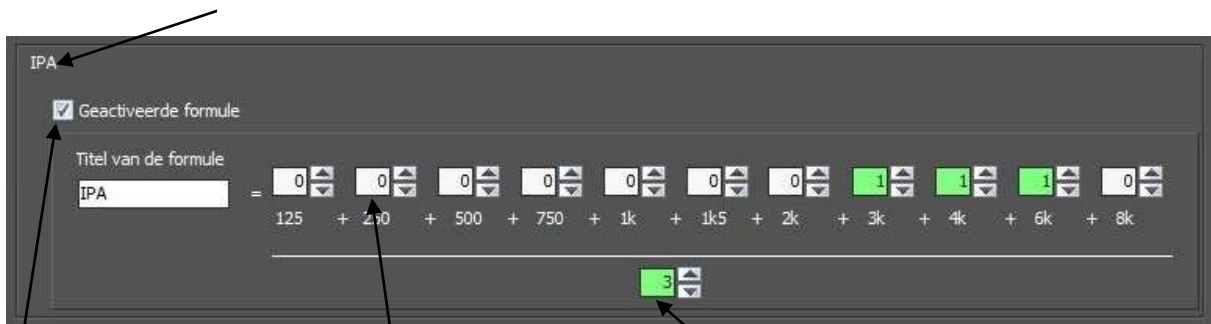 IPA
Geactiveerde formule
Titel van de formule
IPA = 0 0 0 0 0 0 0 1 1 1 0
125 + 250 + 500 + 750 + 1k + 1k5 + 2k + 3k + 4k + 6k + 8k
3